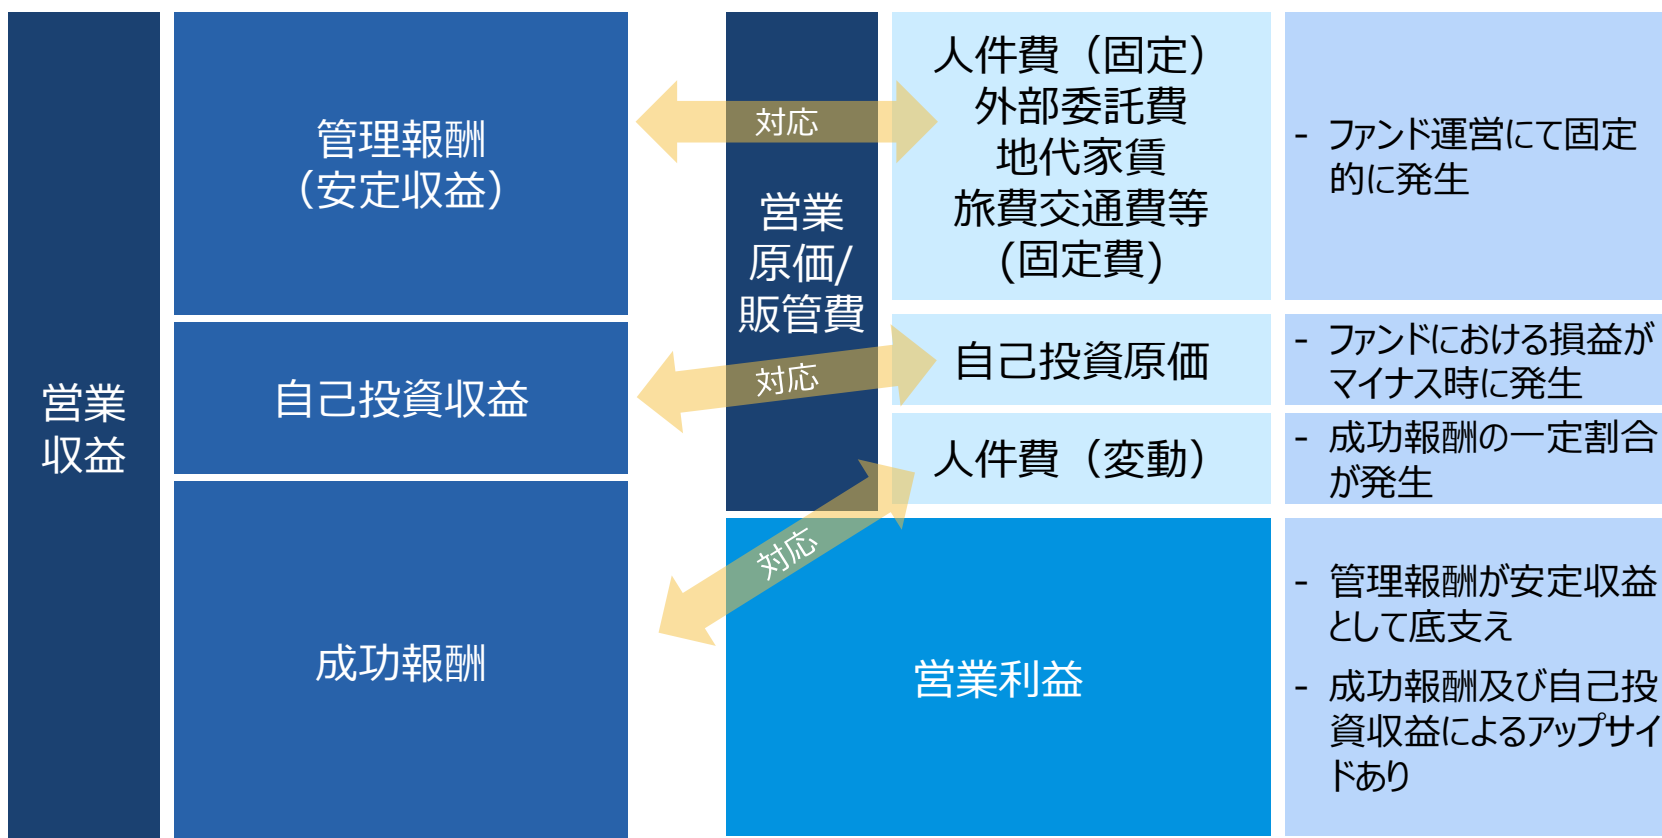 営業
収益
管理報酬
（安定収益）
自己投資収益
成功報酬
対応
対応
対応
営業
原価/
販管費
人件費（固定）
外部委託費
地代家賃
旅費交通費等
(固定費)
自己投資原価
人件費（変動）
営業利益
- ファンド運営にて固定
的に発生
- ファンドにおける損益が
マイナス時に発生
- 成功報酬の一定割合
が発生
- 管理報酬が安定収益
として底支え
- 成功報酬及び自己投
資収益によるアップサイ
ドあり